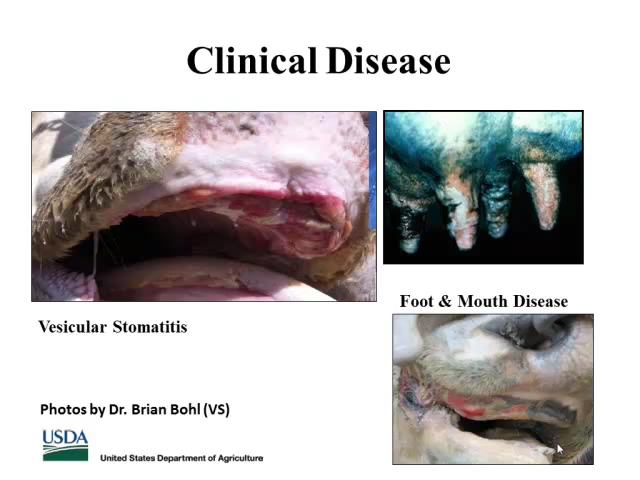 Clinical Disease
Foot & Mouth Disease
Vesicular Stomatitis
Photos by Dr. Brian Bohl (VS)
USDA
United States Department of Agriculture